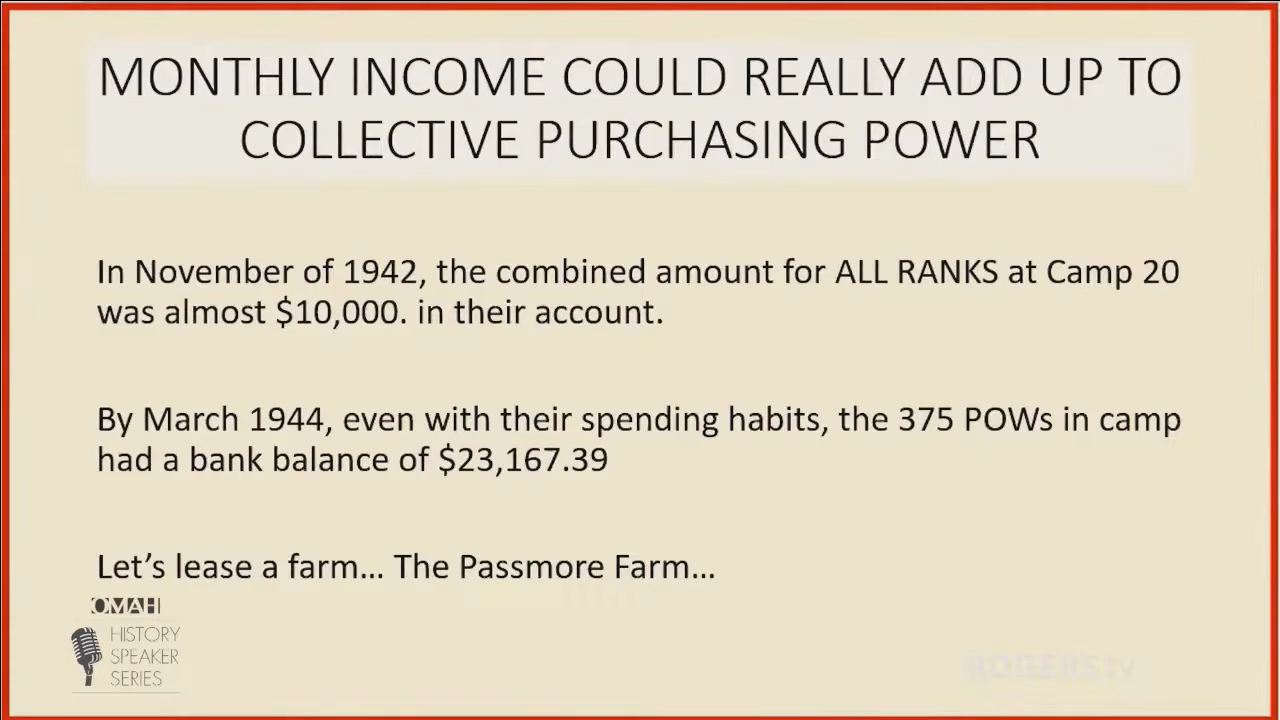 MONTHLY INCOME COULD REALLY ADD UP TO
COLLECTIVE PURCHASING POWER
In November of 1942, the combined amount for ALL RANKS at Camp 20
was almost $10,000. in their account.
By March 1944, even with their spending habits, the 375 POWs in camp
had a bank balance of $23,167.39
Let's lease a farm... The Passmore Farm...
OMAH
HISTORY
SPEAKER
SERIES
ROGERS tv